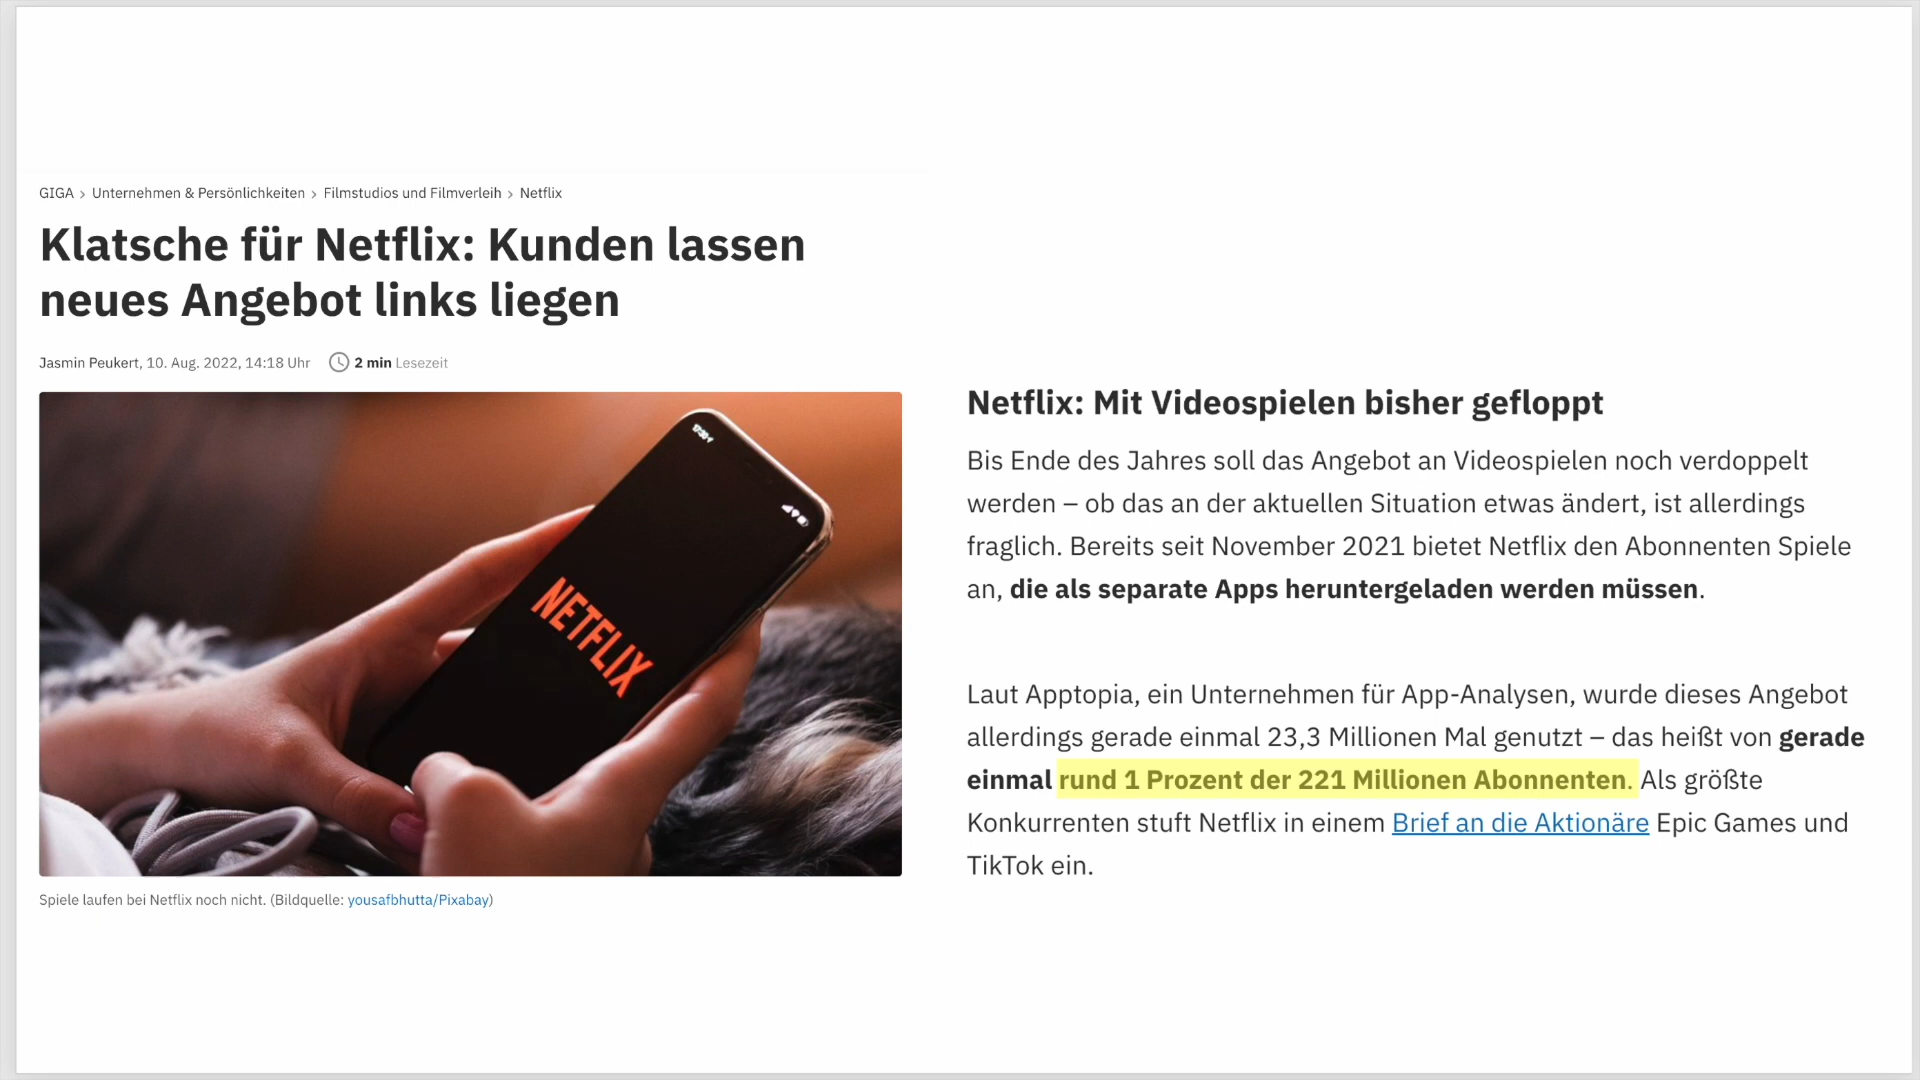 GIGA > Unternehmen & Persönlichkeiten > Filmstudios und Filmverleih > Netflix
Klatsche für Netflix: Kunden lassen
neues Angebot links liegen
Jasmin Peukert, 10. Aug. 2022, 14:18 Uhr 2 min Lesezeit
NETFLIX
Spiele laufen bei Netflix noch nicht. (Bildquelle: yousafbhutta/Pixabay)
Netflix: Mit Videospielen bisher gefloppt
Bis Ende des Jahres soll das Angebot an Videospielen noch verdoppelt
werden – ob das an der aktuellen Situation etwas ändert, ist allerdings
fraglich. Bereits seit November 2021 bietet Netflix den Abonnenten Spiele
an, die als separate Apps heruntergeladen werden müssen.
Laut Apptopia, ein Unternehmen für App-Analysen, wurde dieses Angebot
allerdings gerade einmal 23,3 Millionen Mal genutzt – das heißt von gerade
einmal rund 1 Prozent der 221 Millionen Abonnenten. Als größte
Konkurrenten stuft Netflix in einem Brief an die Aktionäre Epic Games und
TikTok ein.